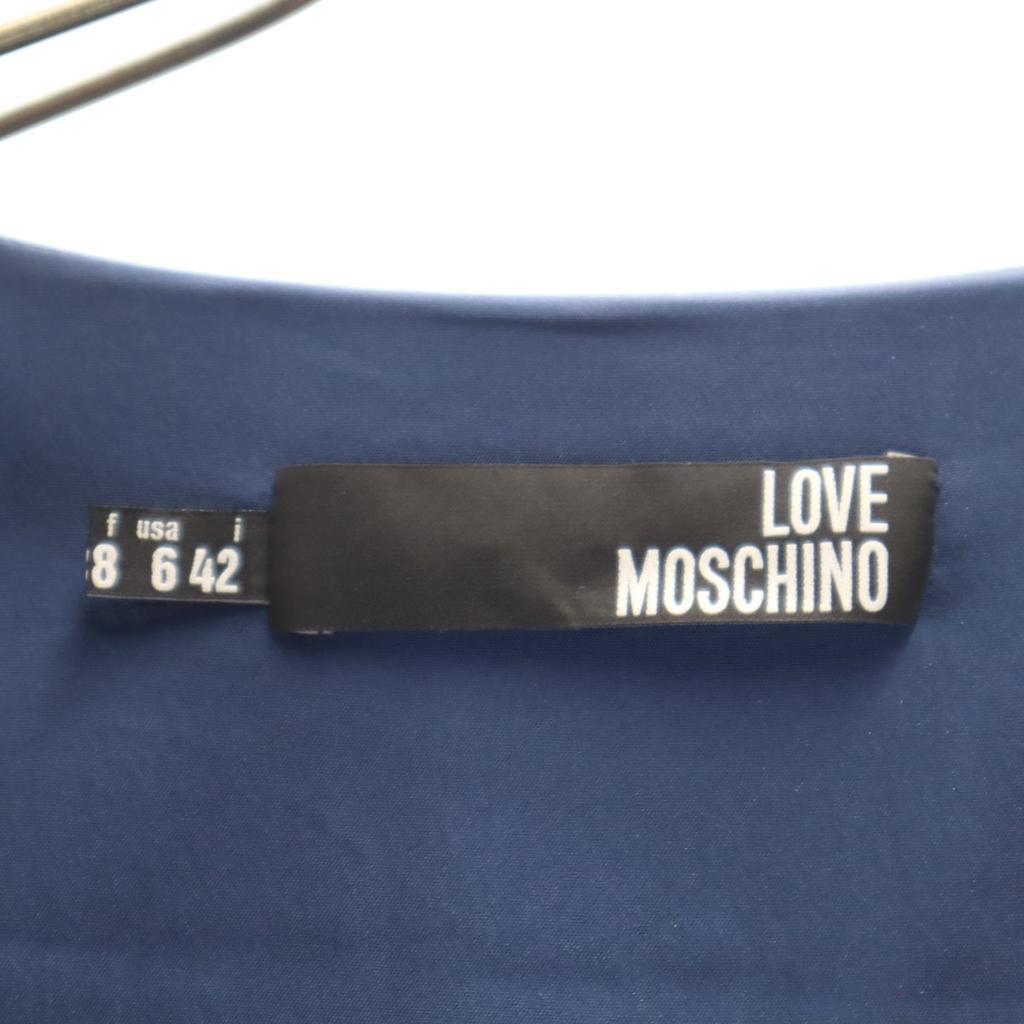 f usa i
8 6 42
LOVE
MOSCHINO